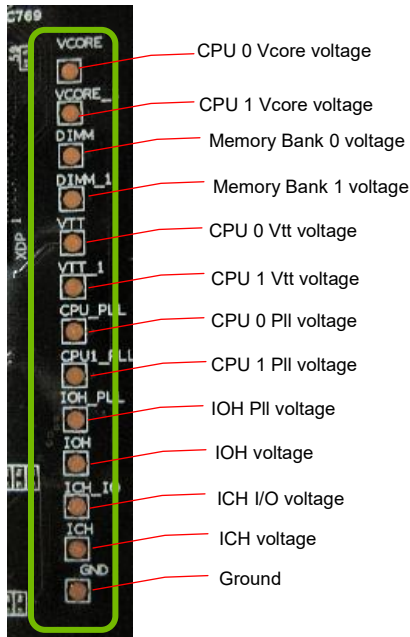 C769
VCORE
CPU 0 Vcore voltage
VCORE_
CPU 1 Vcore voltage
DIMM
Memory Bank 0 voltage
DIMM_1
Memory Bank 1 voltage
VTT
CPU 0 Vtt voltage
XDP_1
VTT_1
CPU 1 Vtt voltage
CPU_PLL
CPU 0 Pll voltage
CPU1_PLL
CPU 1 Pll voltage
IOH_PLL
IOH Pll voltage
IOH
IOH voltage
ICH_IO
ICH I/O voltage
ICH
ICH voltage
GND
Ground